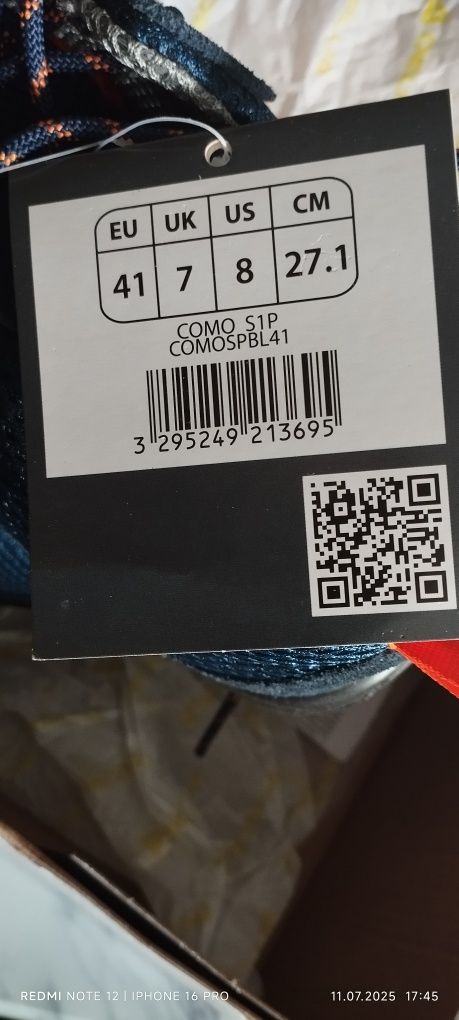 EU UK US CM
41 7 8 27.1
COMO S1P
COMOSPBL41
3 295249 213695
REDMI NOTE 12 | IPHONE 16 PRO 11.07.2025 17:45